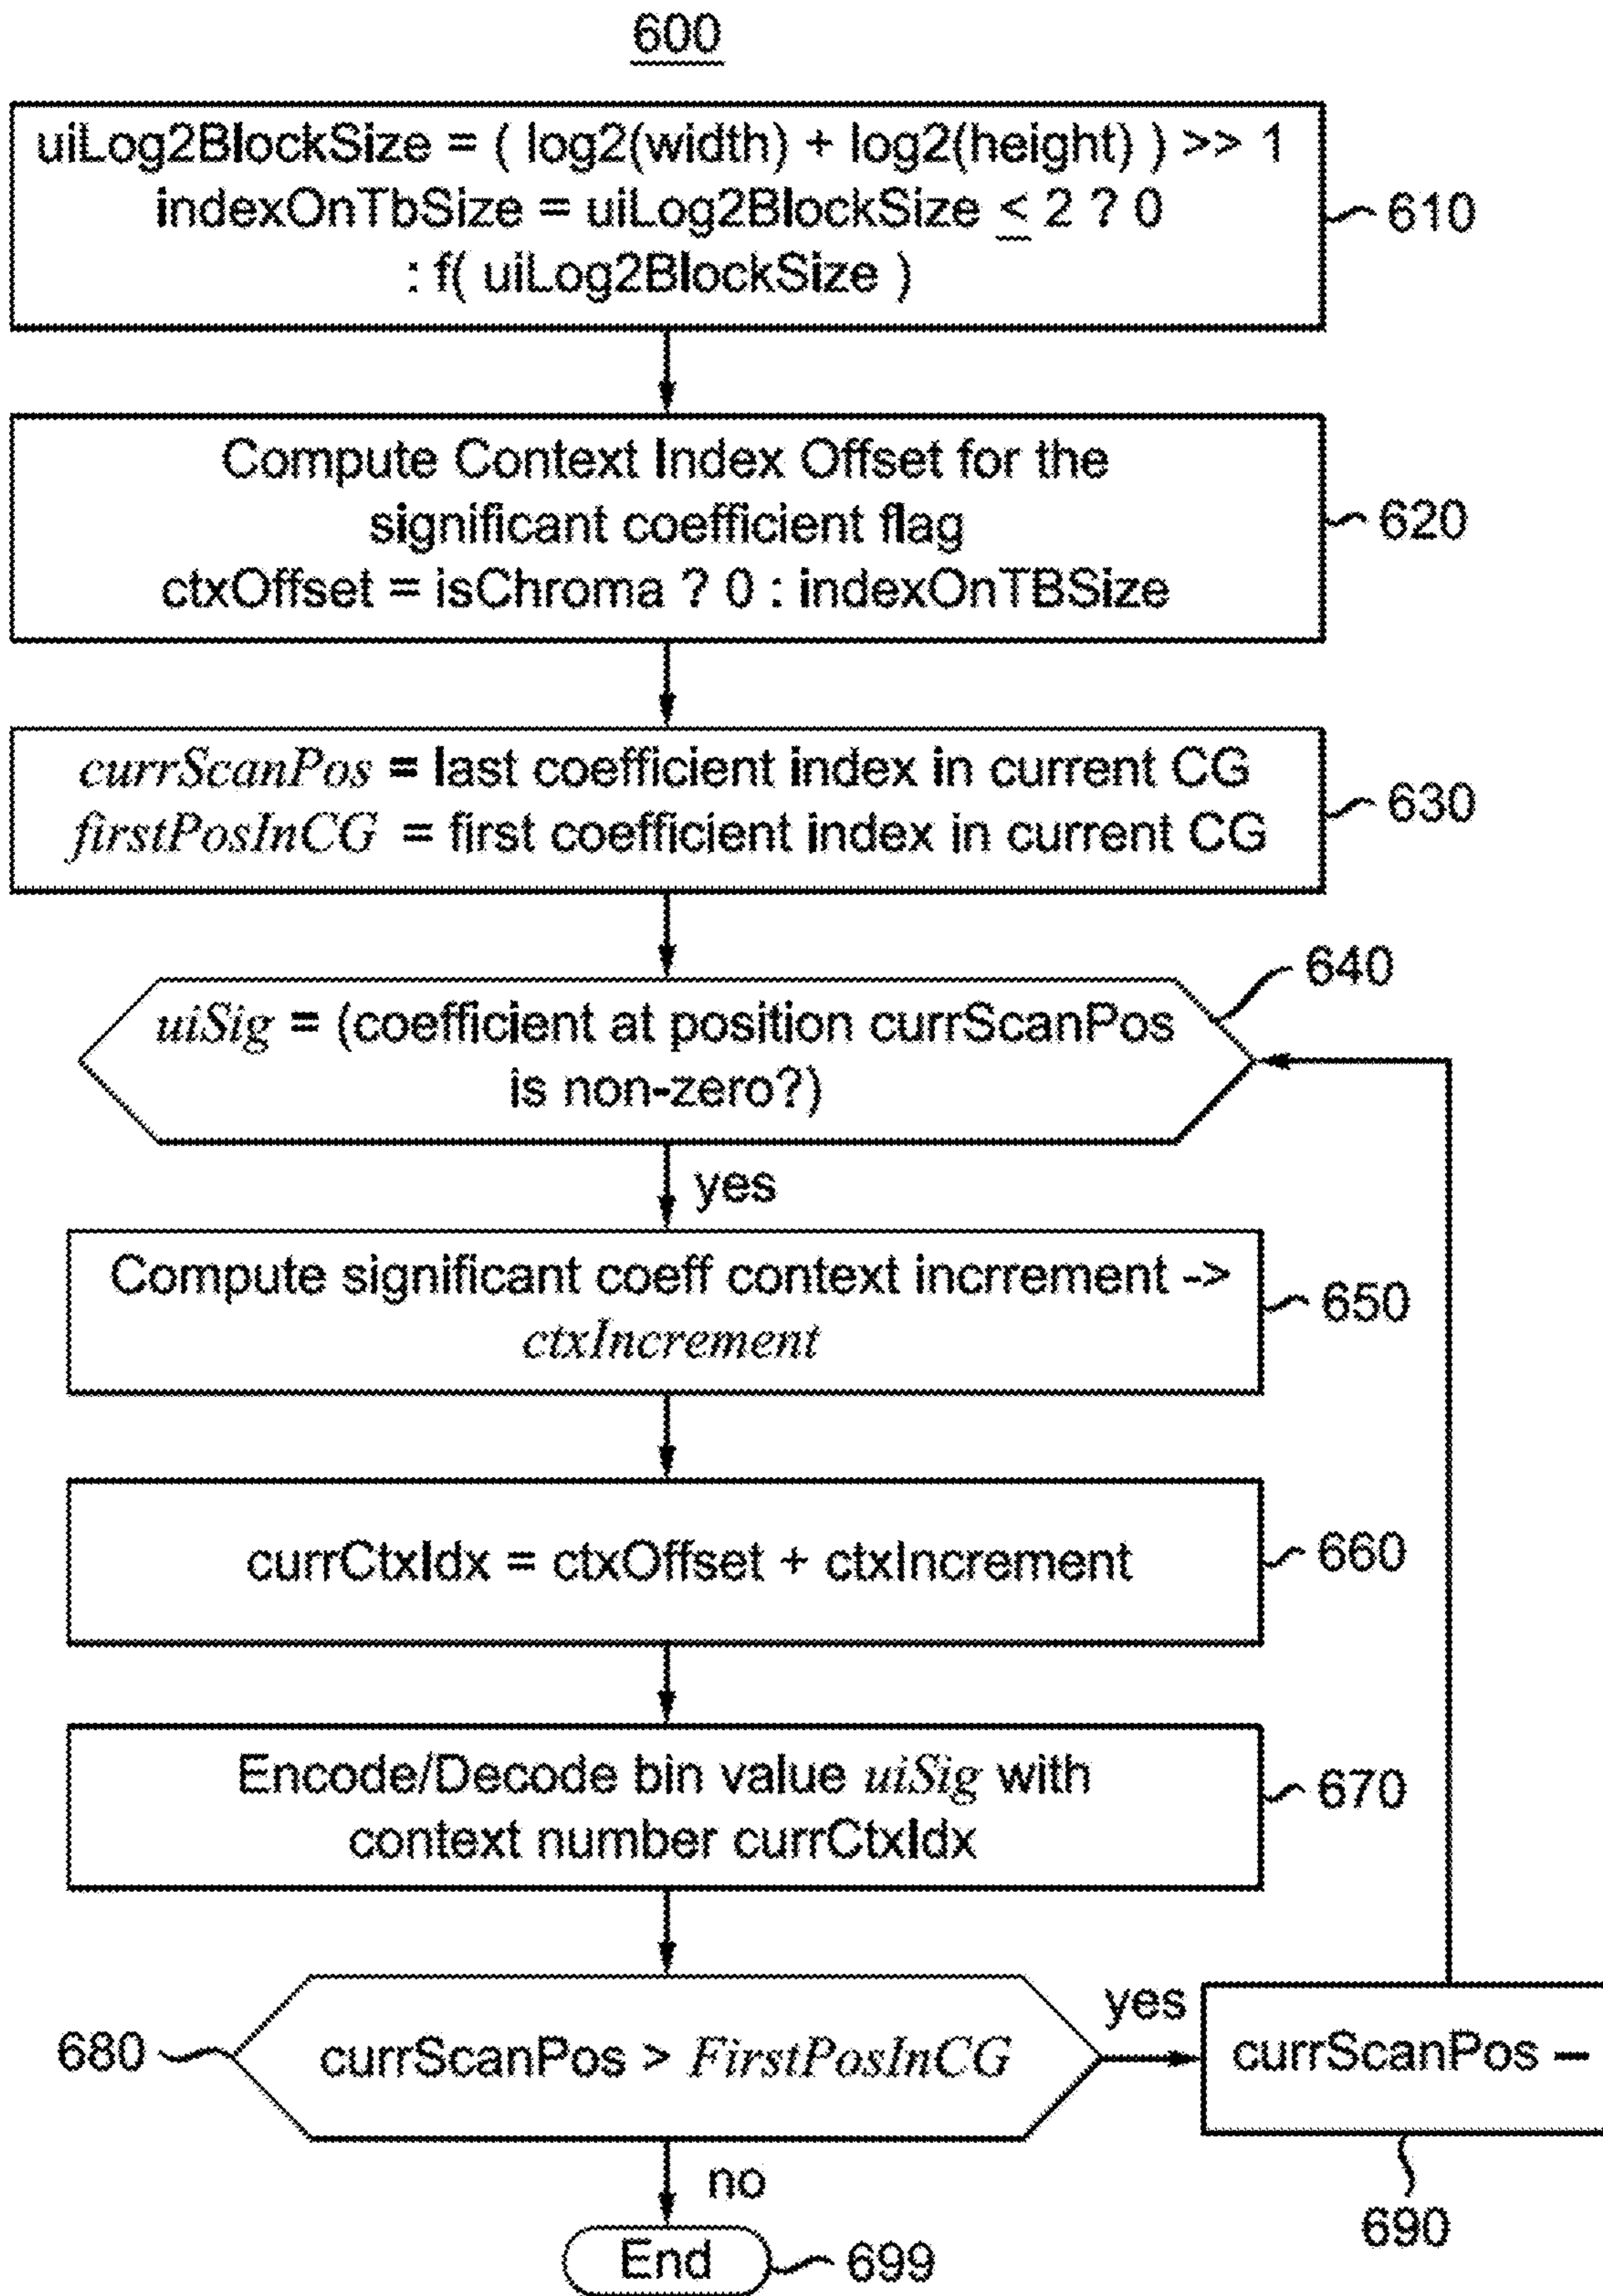 600
uiLog2BlockSize = ( log2(width) + log2(height) ) >> 1
indexOnTbSize = uiLog2BlockSize < 2 ? 0
: f( uiLog2BlockSize )
610
Compute Context Index Offset for the
significant coefficient flag
ctxOffset = isChroma ? 0 : indexOnTBSize
620
currScanPos = last coefficient index in current CG
firstPosInCG = first coefficient index in current CG
630
640
uiSig = (coefficient at position currScanPos
is non-zero?)
yes
Compute significant coeff context incrrement ->
ctxIncrement
650
currCtxIdx = ctxOffset + ctxIncrement
660
Encode/Decode bin value uiSig with
context number currCtxIdx
670
680
currScanPos > FirstPosInCG
yes
currScanPos –
690
no
End
699